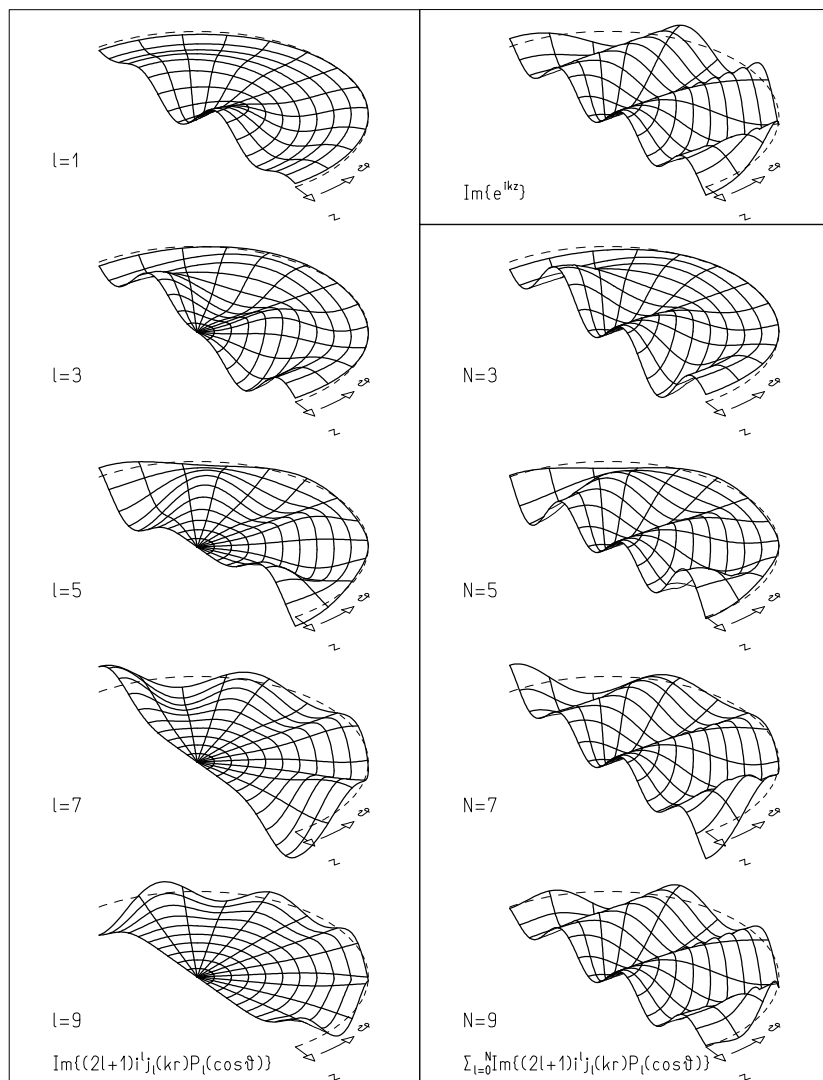 l=1
ϑ
z
Im{e^{ikz}}
l=3
ϑ
z
N=3
ϑ
z
l=5
ϑ
z
N=5
ϑ
z
l=7
ϑ
z
N=7
ϑ
z
l=9
ϑ
z
N=9
ϑ
z
Im{(2l+1)i^l j_l(kr)P_l(cosϑ)}
Σ_{l=0}^N Im{(2l+1)i^l j_l(kr)P_l(cosϑ)}